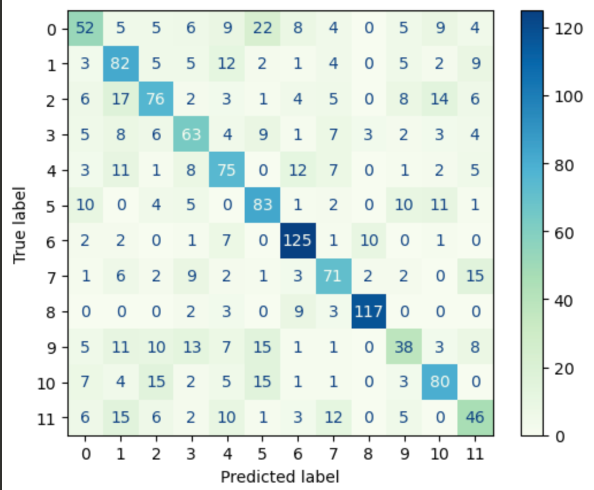 0 52 5 5 6 9 22 8 4 0 5 9 4
1 3 82 5 5 12 2 1 4 0 5 2 9
2 6 17 76 2 3 1 4 5 0 8 14 6
3 5 8 6 63 4 9 1 7 3 2 3 4
4 3 11 1 8 75 0 12 7 0 1 2 5
5 10 0 4 5 0 83 1 2 0 10 11 1
6 2 2 0 1 7 0 125 1 10 0 1 0
7 1 6 2 9 2 1 3 71 2 2 0 15
8 0 0 0 2 3 0 9 3 117 0 0 0
9 5 11 10 13 7 15 1 1 0 38 3 8
10 7 4 15 2 5 15 1 1 0 3 80 0
11 6 15 6 2 10 1 3 12 0 5 0 46
0 1 2 3 4 5 6 7 8 9 10 11
Predicted label
True label
120
100
80
60
40
20
0